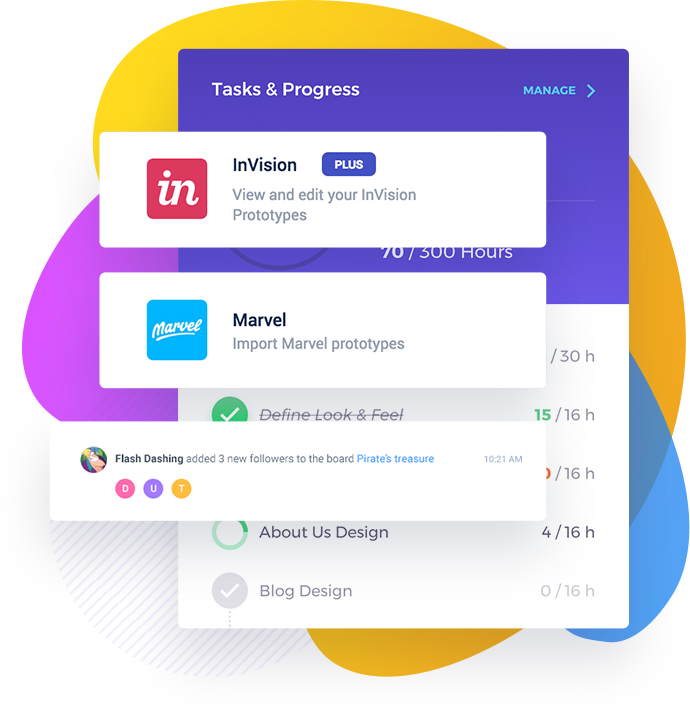 Tasks & Progress
MANAGE
InVision PLUS
View and edit your InVision
Prototypes
in
70 / 300 Hours
Marvel
Marvel
Import Marvel prototypes
/ 30 h
Define Look & Feel 15 / 16 h
Flash Dashing added 3 new followers to the board Pirate's treasure 10:21 AM
D U T
/ 16 h
About Us Design 4 / 16 h
Blog Design 0 / 16 h